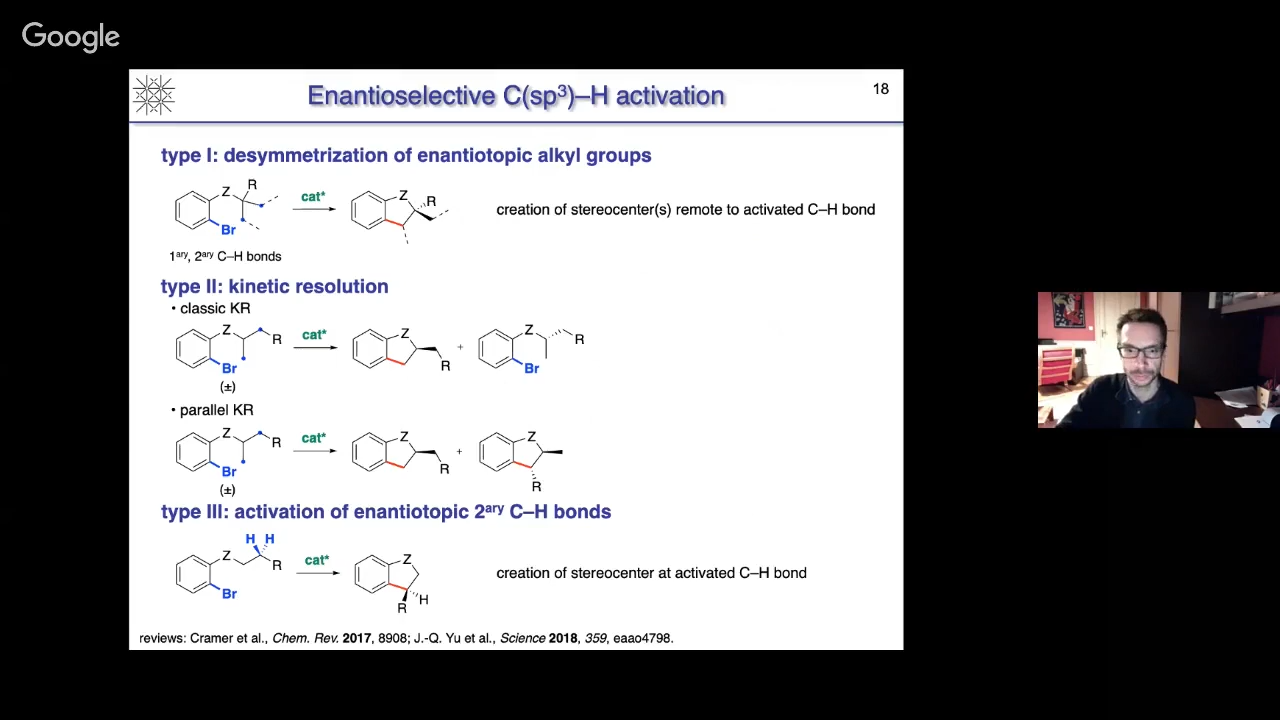 Google
Enantioselective C(sp³)–H activation
18
type I: desymmetrization of enantiotopic alkyl groups
Z R Br
cat*
Z R
creation of stereocenter(s) remote to activated C–H bond
1ᵃʳʸ, 2ᵃʳʸ C–H bonds
type II: kinetic resolution
• classic KR
Z R Br
(±)
cat*
Z R
+
Z R Br
• parallel KR
Z R Br
(±)
cat*
Z R
+
Z R
type III: activation of enantiotopic 2ᵃʳʸ C–H bonds
H H Z R Br
cat*
Z R H
creation of stereocenter at activated C–H bond
reviews: Cramer et al., Chem. Rev. 2017, 8908; J.-Q. Yu et al., Science 2018, 359, eaao4798.